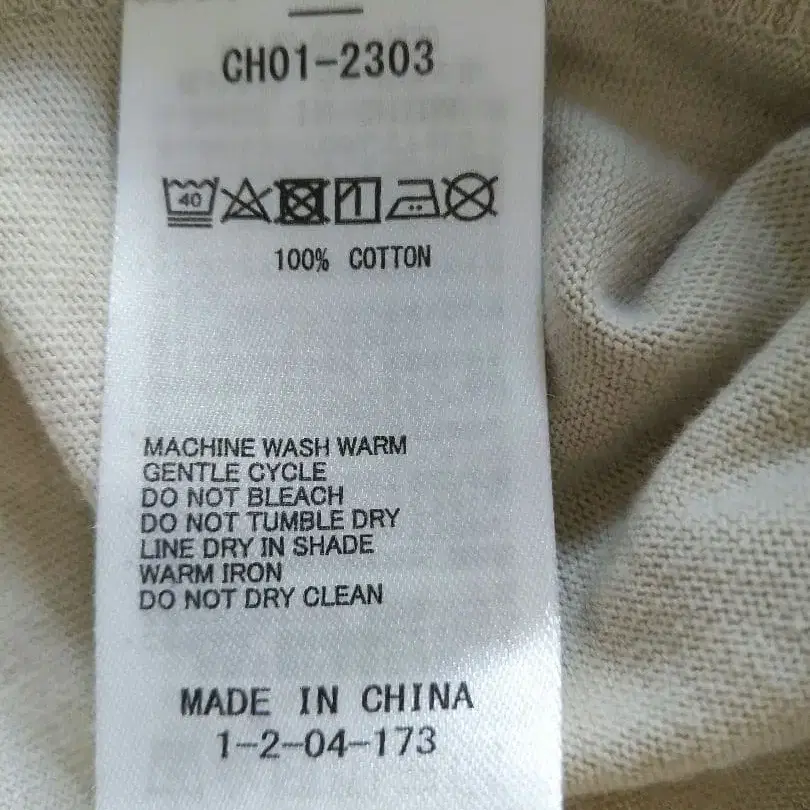 CH01-2303
40
100% COTTON
MACHINE WASH WARM
GENTLE CYCLE
DO NOT BLEACH
DO NOT TUMBLE DRY
LINE DRY IN SHADE
WARM IRON
DO NOT DRY CLEAN
MADE IN CHINA
1-2-04-173